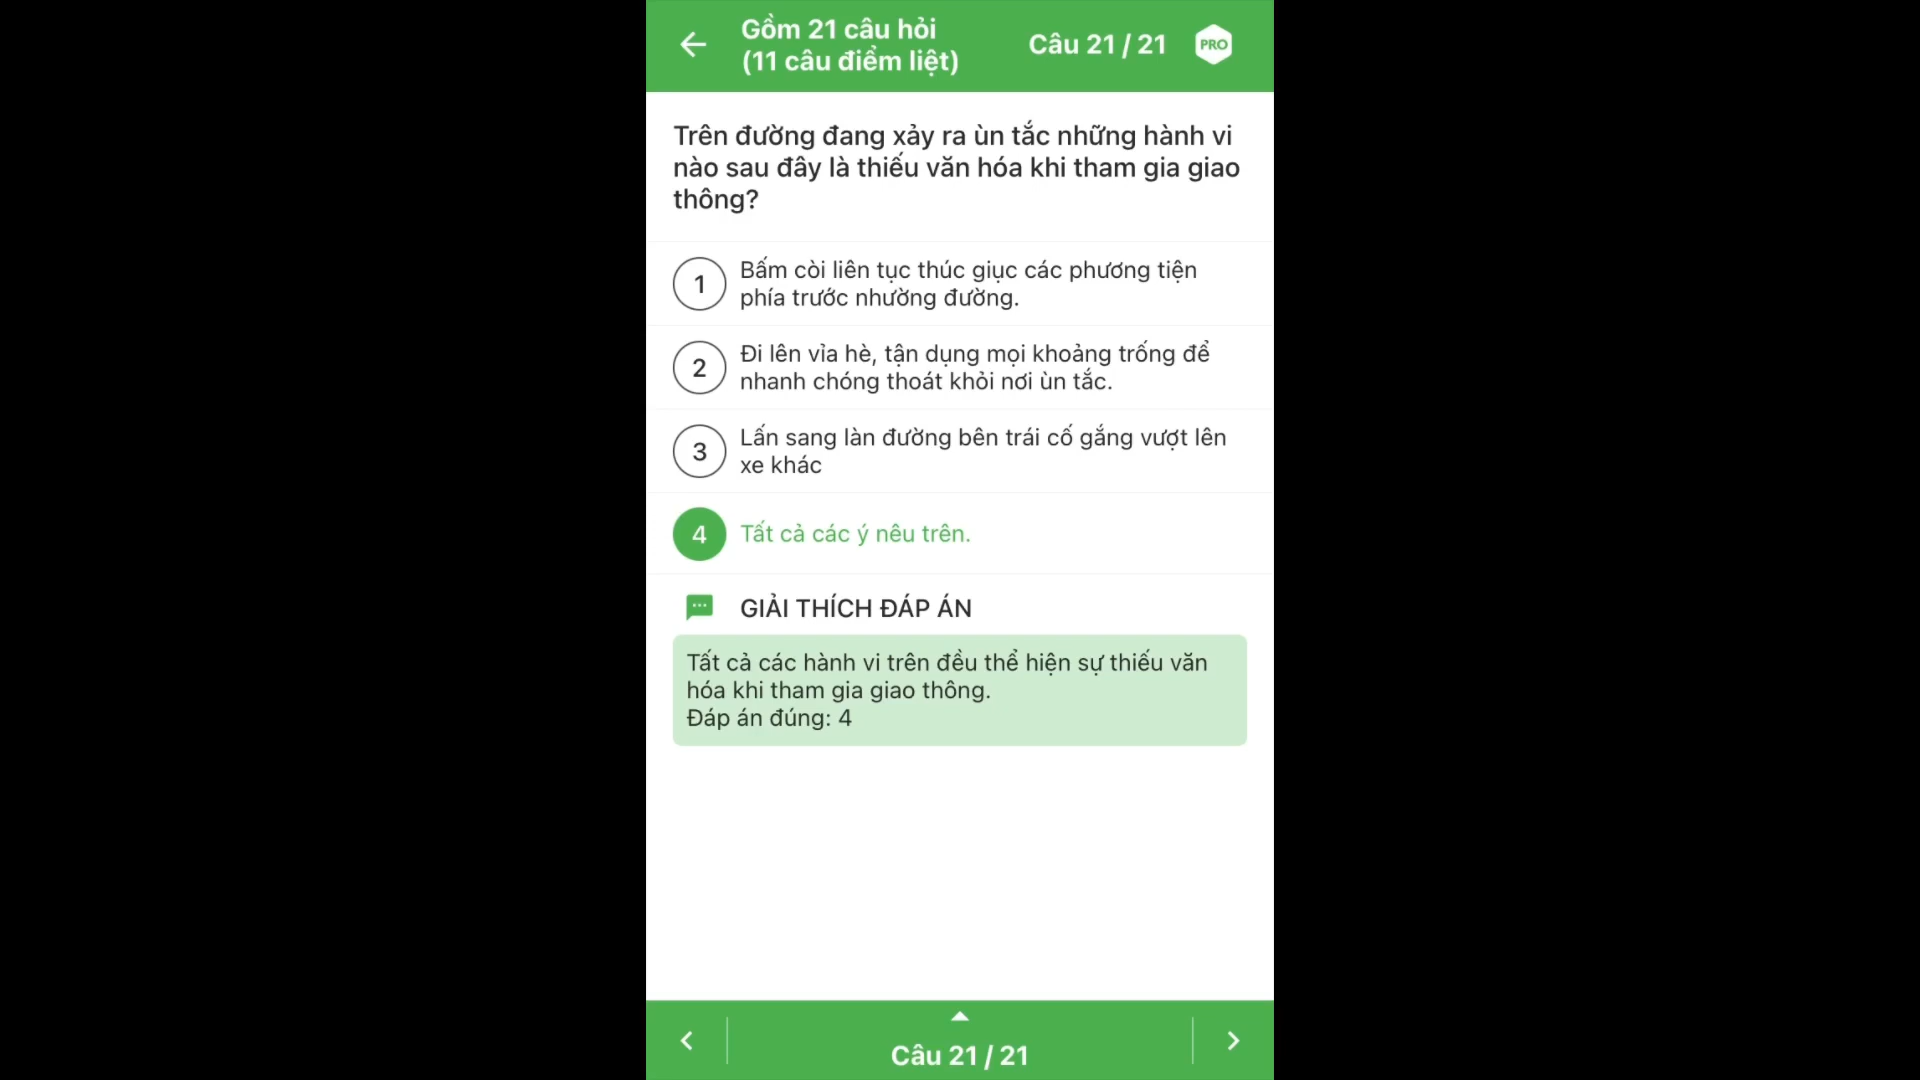 Gồm 21 câu hỏi
(11 câu điểm liệt)
Câu 21 / 21
PRO
Trên đường đang xảy ra ùn tắc những hành vi
nào sau đây là thiếu văn hóa khi tham gia giao
thông?
1
Bấm còi liên tục thúc giục các phương tiện
phía trước nhường đường.
2
Đi lên vỉa hè, tận dụng mọi khoảng trống để
nhanh chóng thoát khỏi nơi ùn tắc.
3
Lấn sang làn đường bên trái cố gắng vượt lên
xe khác
4
Tất cả các ý nêu trên.
GIẢI THÍCH ĐÁP ÁN
Tất cả các hành vi trên đều thể hiện sự thiếu văn
hóa khi tham gia giao thông.
Đáp án đúng: 4
Câu 21 / 21